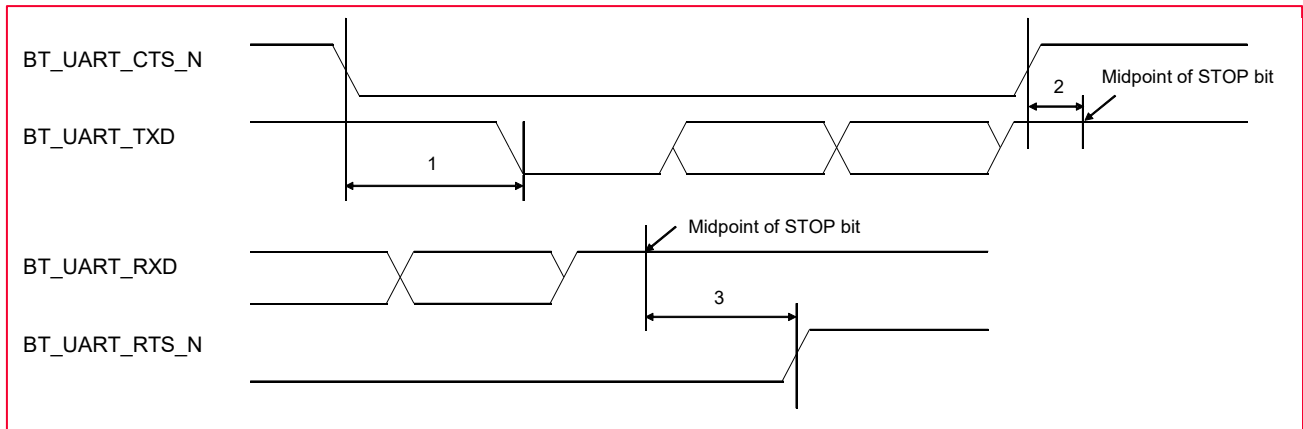 BT_UART_CTS_N
2
Midpoint of STOP bit
BT_UART_TXD
1
Midpoint of STOP bit
BT_UART_RXD
3
BT_UART_RTS_N